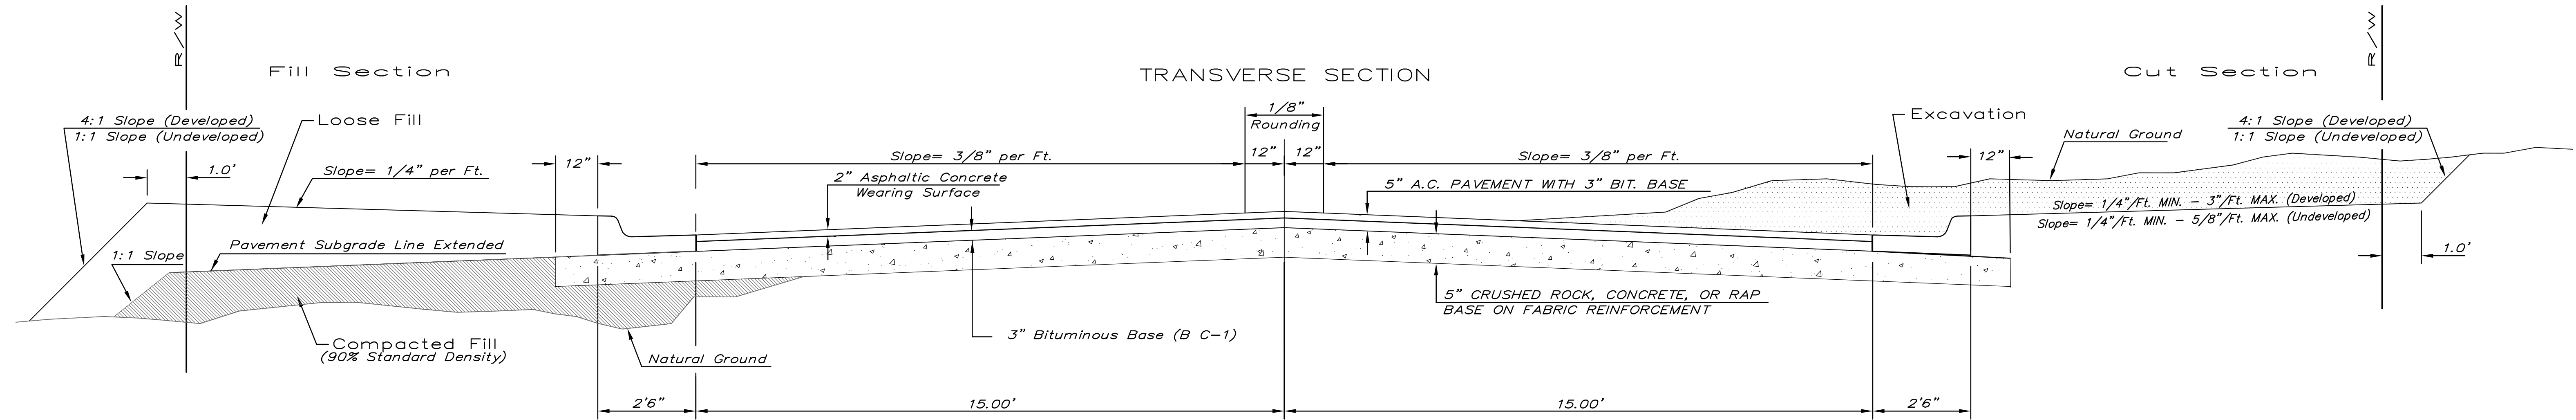 R/W
R/W
Fill Section
TRANSVERSE SECTION
Cut Section
4:1 Slope (Developed)
1:1 Slope (Undeveloped)
Loose Fill
1/8"
Rounding
Excavation
4:1 Slope (Developed)
1:1 Slope (Undeveloped)
Natural Ground
1.0'
Slope= 1/4" per Ft.
12"
Slope= 3/8" per Ft.
12"
12"
Slope= 3/8" per Ft.
12"
2" Asphaltic Concrete
Wearing Surface
5" A.C. PAVEMENT WITH 3" BIT. BASE
Slope= 1/4"/Ft. MIN. - 3"/Ft. MAX. (Developed)
Slope= 1/4"/Ft. MIN. - 5/8"/Ft. MAX. (Undeveloped)
Pavement Subgrade Line Extended
1:1 Slope
1.0'
5" CRUSHED ROCK, CONCRETE, OR RAP
BASE ON FABRIC REINFORCEMENT
3" Bituminous Base (B C-1)
Compacted Fill
(90% Standard Density)
Natural Ground
2'6"
15.00'
15.00'
2'6"